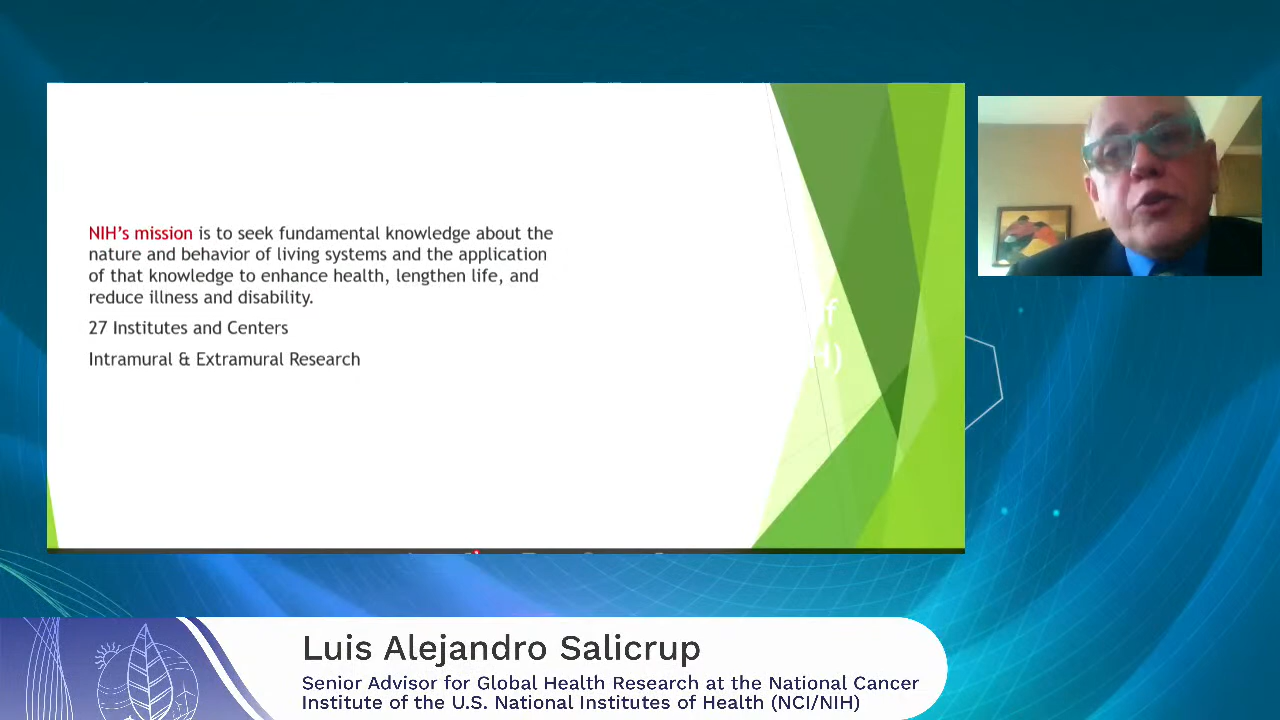 NIH’s mission is to seek fundamental knowledge about the
nature and behavior of living systems and the application
of that knowledge to enhance health, lengthen life, and
reduce illness and disability.
27 Institutes and Centers
Intramural & Extramural Research
Luis Alejandro Salicrup
Senior Advisor for Global Health Research at the National Cancer
Institute of the U.S. National Institutes of Health (NCI/NIH)